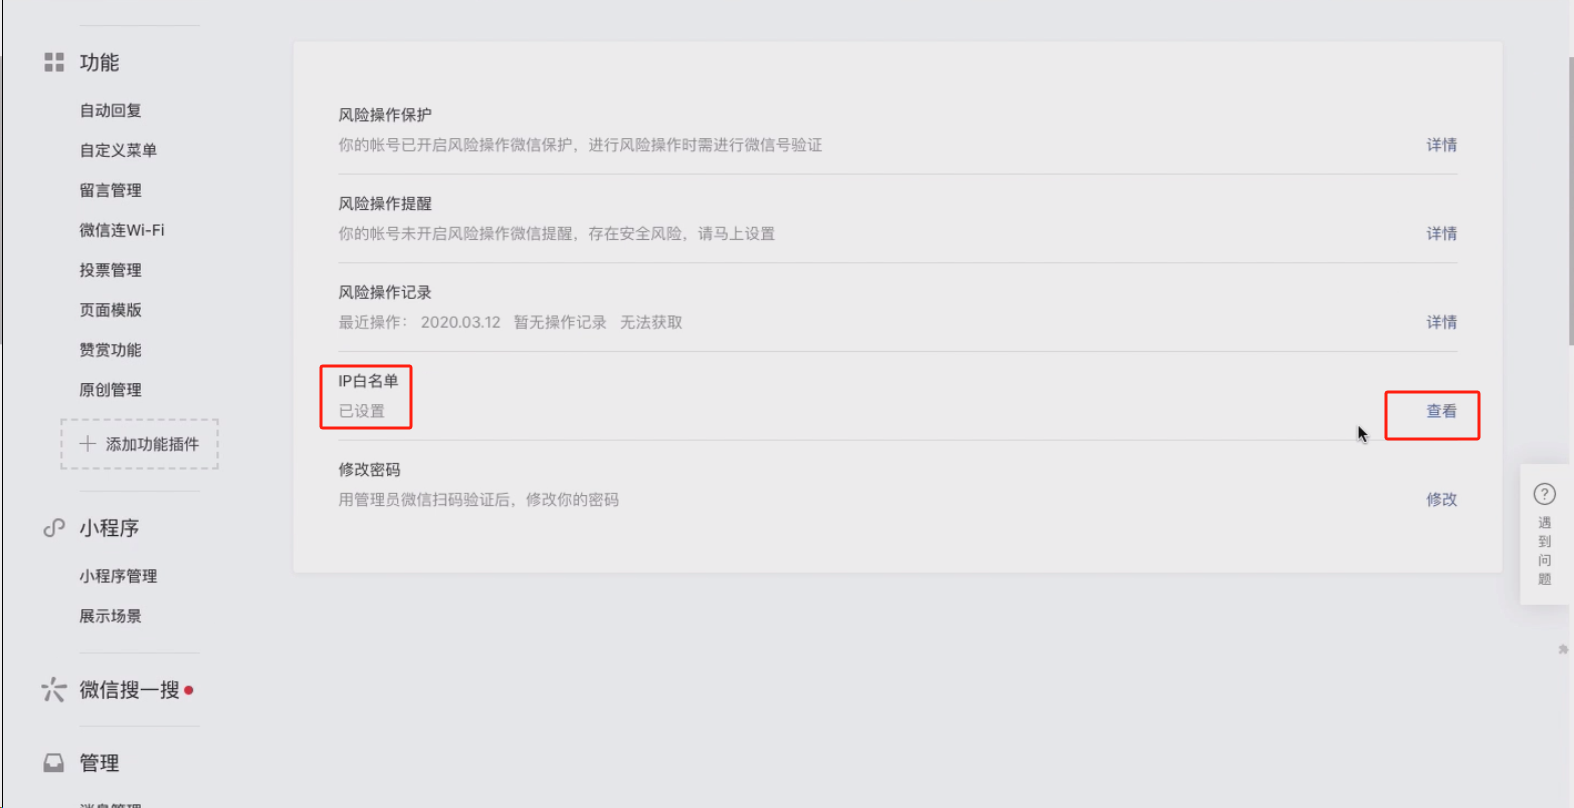 功能
自动回复
自定义菜单
留言管理
微信连Wi-Fi
投票管理
页面模版
赞赏功能
原创管理
添加功能插件
小程序
小程序管理
展示场景
微信搜一搜
管理
消息管理
风险操作保护
你的帐号已开启风险操作微信保护，进行风险操作时需进行微信号验证
详情
风险操作提醒
你的帐号未开启风险操作微信提醒，存在安全风险，请马上设置
详情
风险操作记录
最近操作： 2020.03.12 暂无操作记录 无法获取
详情
IP白名单
已设置
查看
修改密码
用管理员微信扫码验证后，修改你的密码
修改
遇到问题